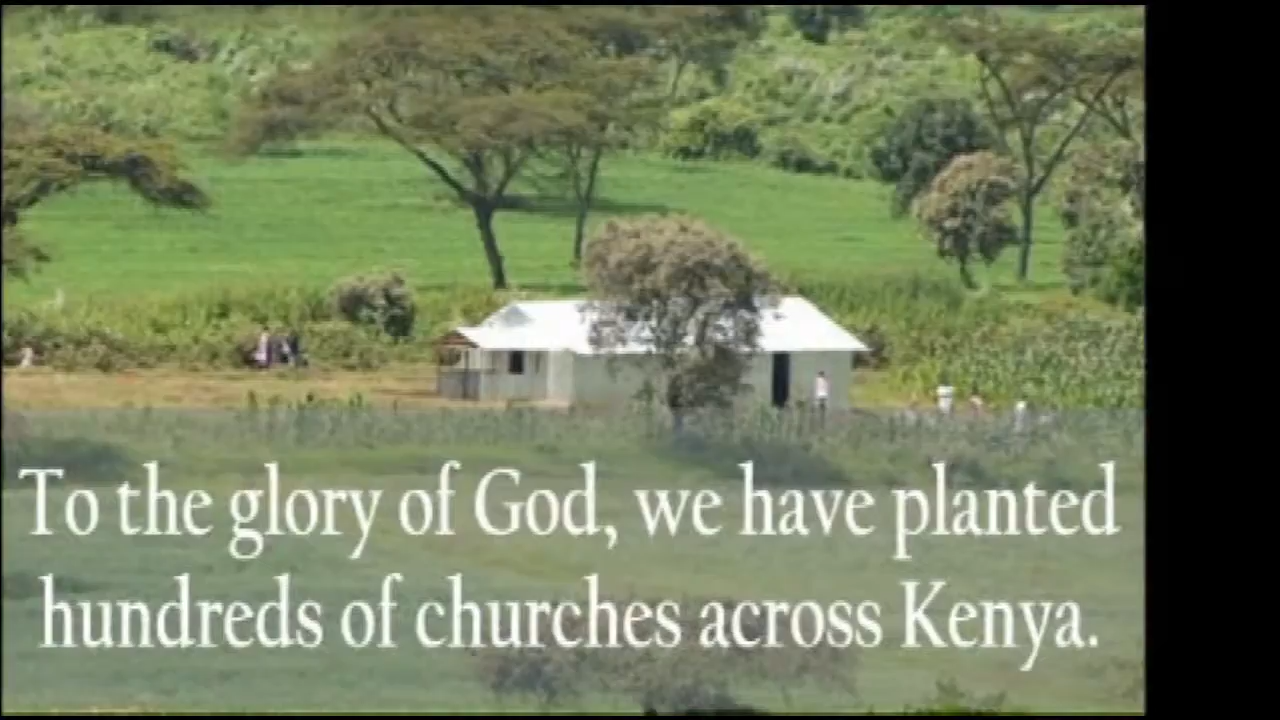 To the glory of God, we have planted
hundreds of churches across Kenya.